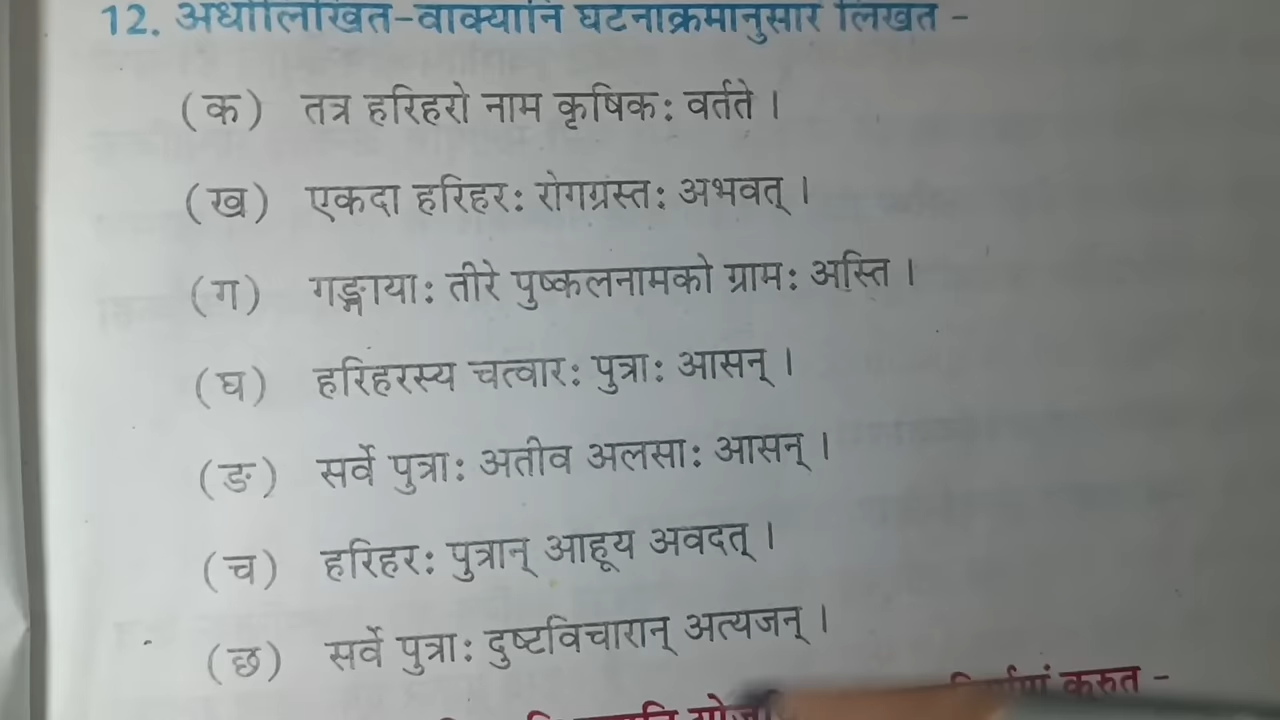 12. अधोलिखित-वाक्यानि घटनाक्रमानुसारं लिखत -
(क) तत्र हरिहरो नाम कृषिकः वर्तते ।
(ख) एकदा हरिहरः रोगग्रस्तः अभवत् ।
(ग) गङ्गायाः तीरे पुष्कलनामको ग्रामः अस्ति ।
(घ) हरिहरस्य चत्वारः पुत्राः आसन् ।
(ङ) सर्वे पुत्राः अतीव अलसाः आसन् ।
(च) हरिहरः पुत्रान् आहूय अवदत् ।
(छ) सर्वे पुत्राः दुष्टविचारान् अत्यजन् ।
करुत -